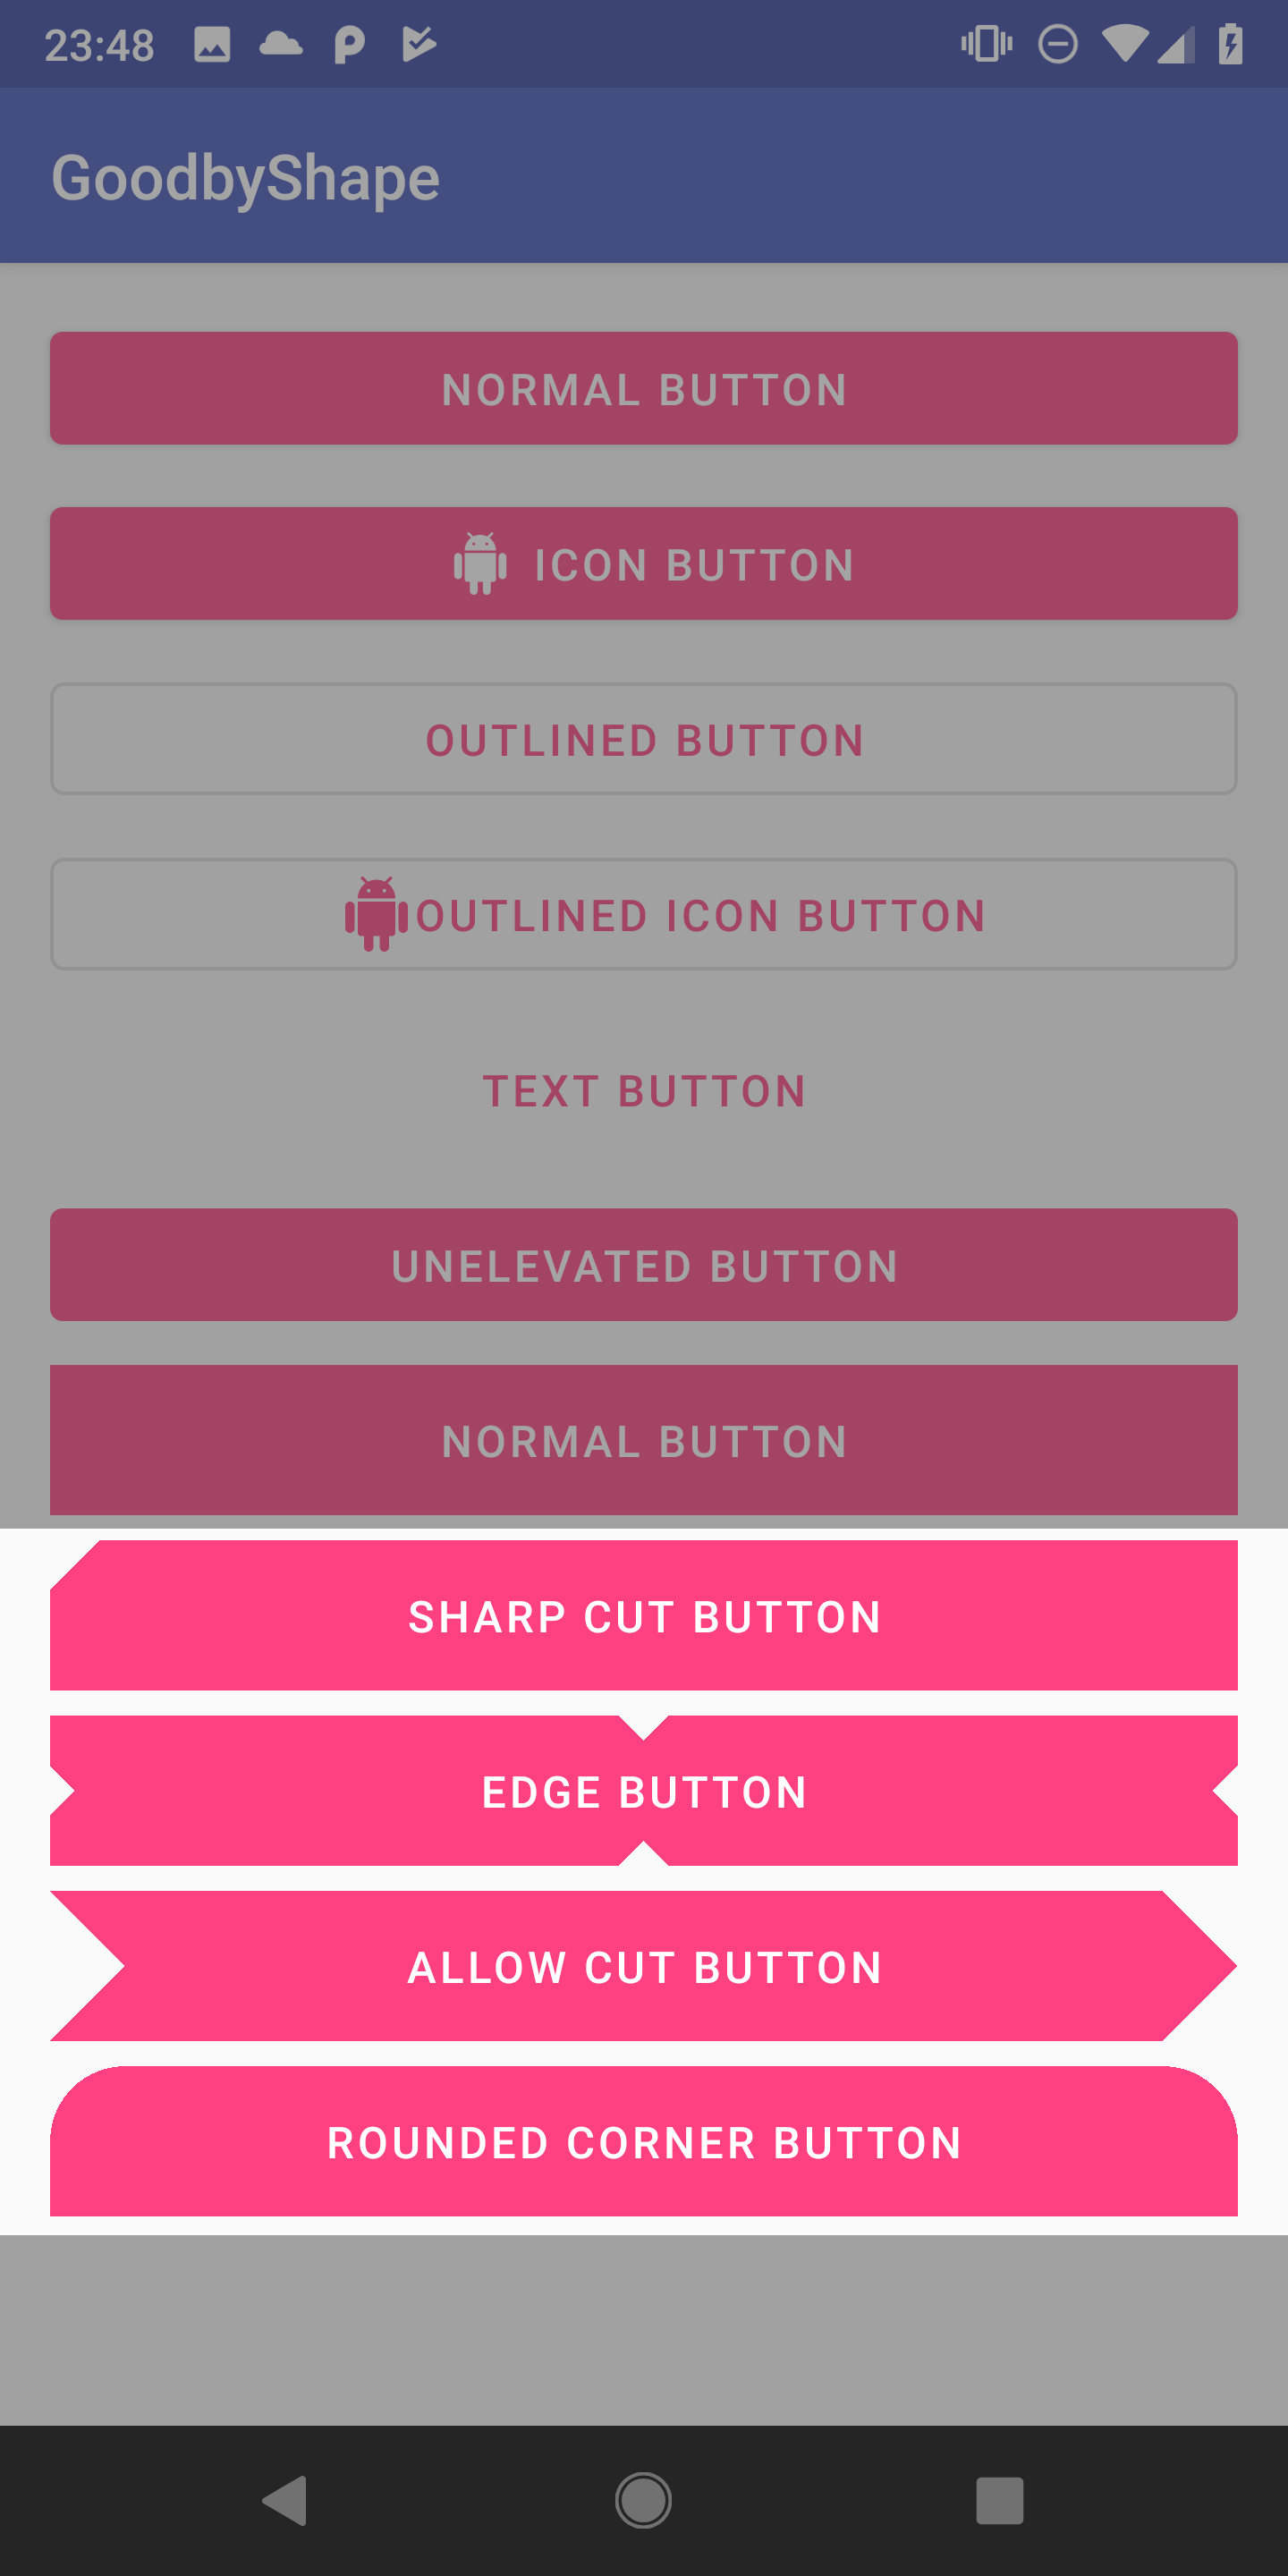 23:48
GoodbyShape
NORMAL BUTTON
ICON BUTTON
OUTLINED BUTTON
OUTLINED ICON BUTTON
TEXT BUTTON
UNELEVATED BUTTON
NORMAL BUTTON
SHARP CUT BUTTON
EDGE BUTTON
ALLOW CUT BUTTON
ROUNDED CORNER BUTTON